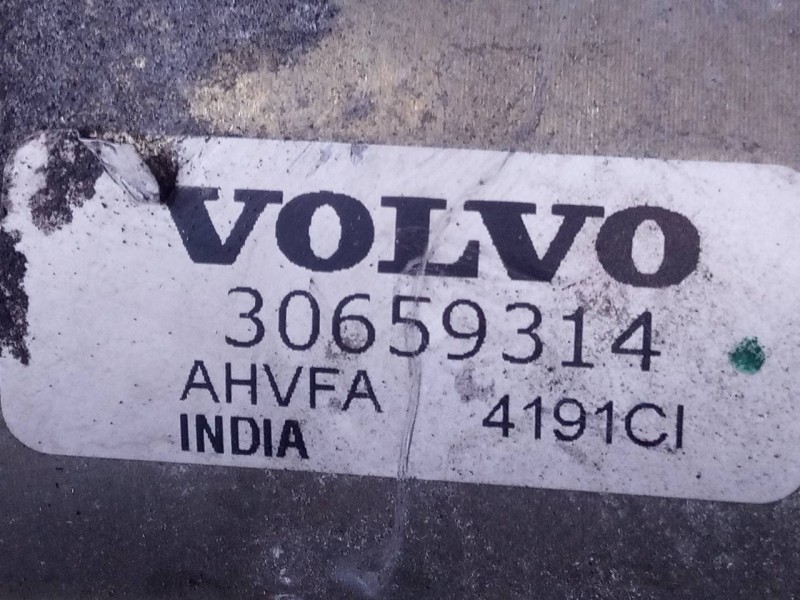 VOLVO
30659314
AHVFA
4191CI
INDIA